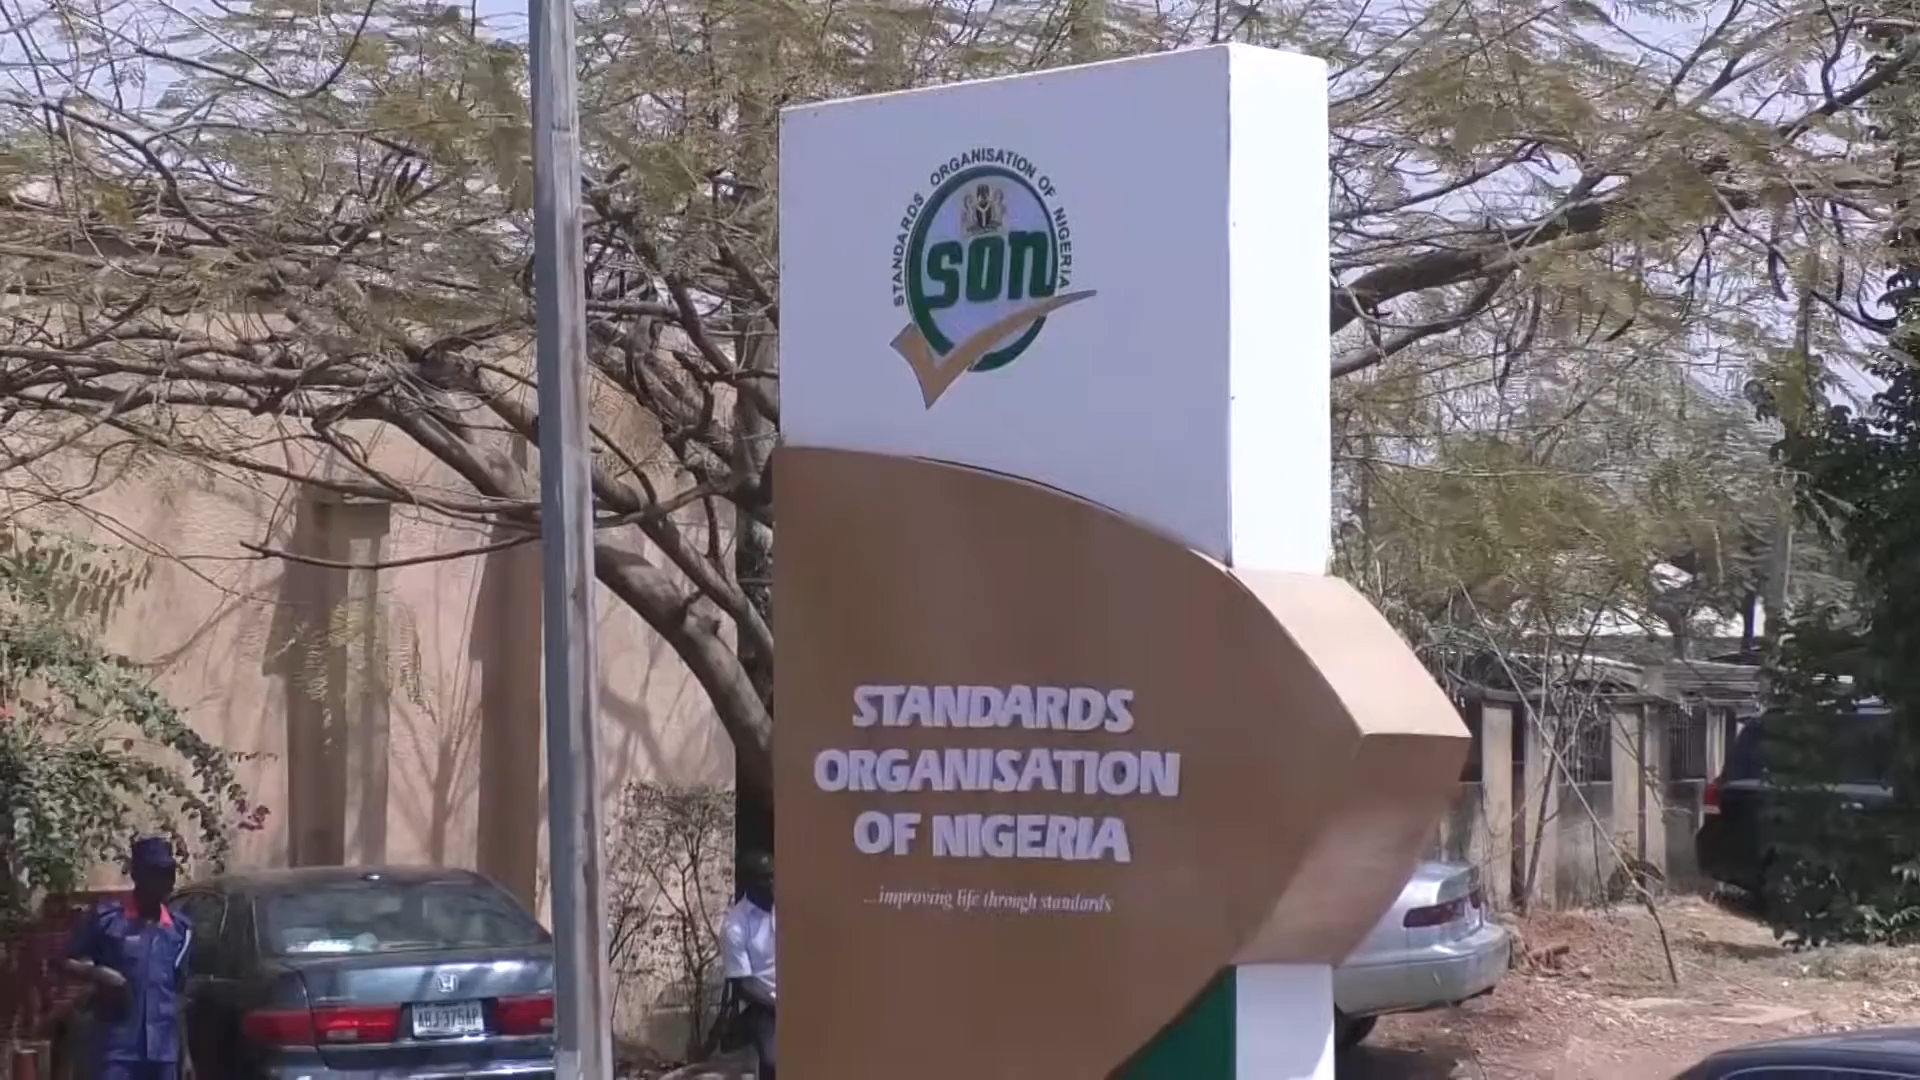 STANDARDS ORGANISATION OF NIGERIA
SON
STANDARDS
ORGANISATION
OF NIGERIA
...improving life through standards